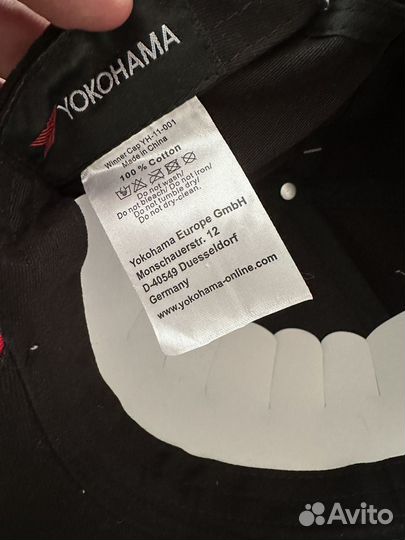 YOKOHAMA
Winner Cap YH-11-001
Made in China
100 % Cotton
Do not wash/
Do not bleach/ Do not iron/
Do not tumble dry/
Do not dry-clean.
Yokohama Europe GmbH
Monschauerstr. 12
D-40549 Duesseldorf
Germany
www.yokohama-online.com
Avito